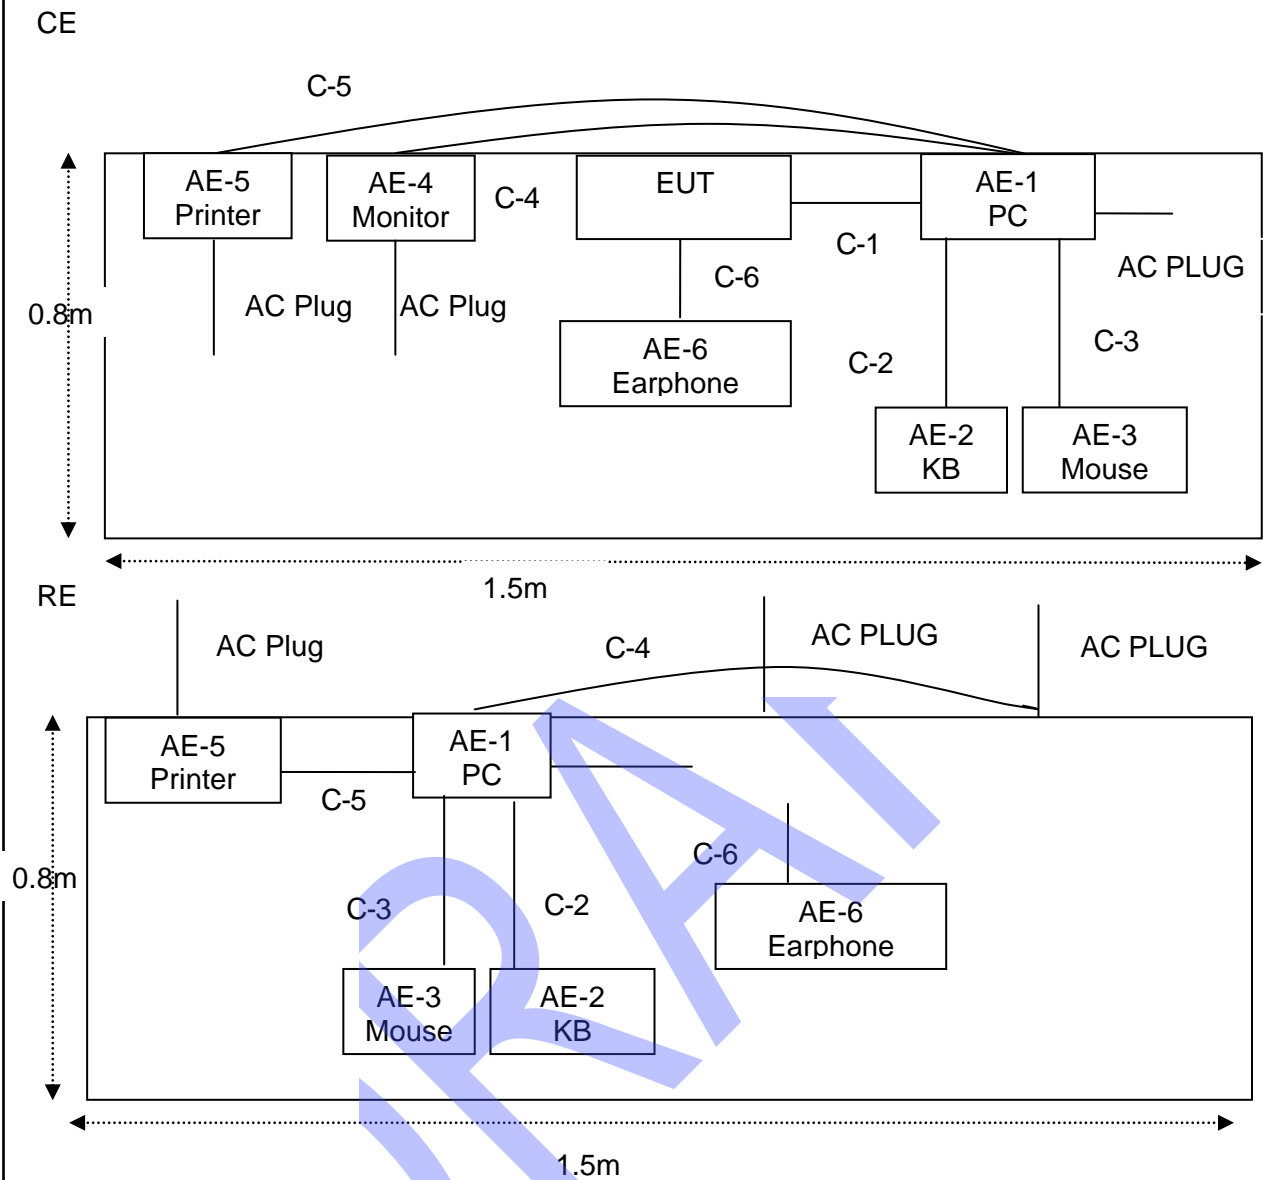 CE
C-5
AE-5
Printer
AE-4
Monitor
C-4
EUT
AE-1
PC
C-1
AC PLUG
C-6
AC Plug
AC Plug
0.8m
AE-6
Earphone
C-2
C-3
AE-2
KB
AE-3
Mouse
1.5m
RE
AC Plug
C-4
AC PLUG
AC PLUG
AE-5
Printer
AE-1
PC
C-5
0.8m
C-6
C-3
C-2
AE-6
Earphone
AE-3
Mouse
AE-2
KB
1.5m